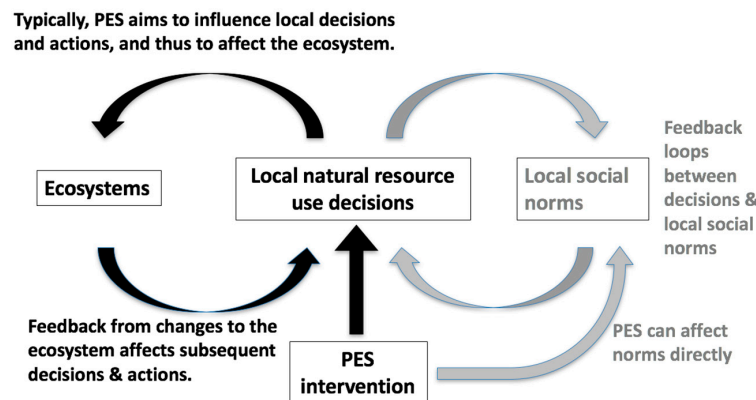 Typically, PES aims to influence local decisions
and actions, and thus to affect the ecosystem.
Ecosystems
Local natural resource
use decisions
Local social
norms
Feedback
loops
between
decisions &
local social
norms
Feedback from changes to the
ecosystem affects subsequent
decisions & actions.
PES
intervention
PES can affect
norms directly